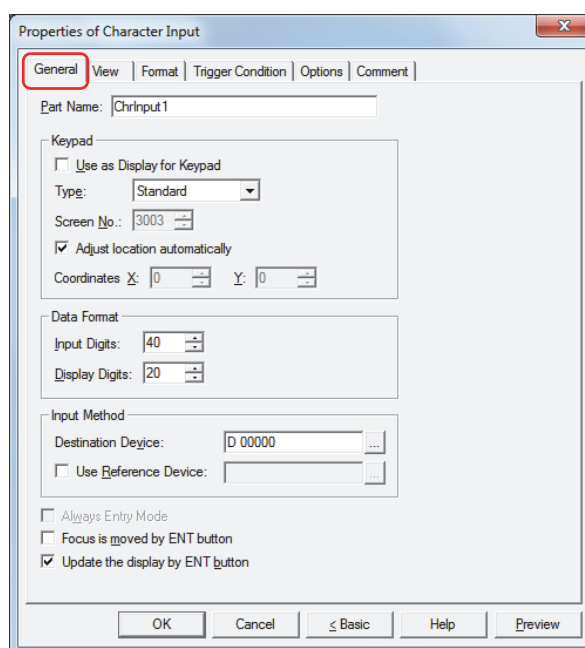 Properties of Character Input
General View Format Trigger Condition Options Comment
Part Name: ChrInput1
Keypad
Use as Display for Keypad
Type: Standard
Screen No.: 3003
Adjust location automatically
Coordinates X: 0 Y: 0
Data Format
Input Digits: 40
Display Digits: 20
Input Method
Destination Device: D 00000 ...
Use Reference Device: ...
Always Entry Mode
Focus is moved by ENT button
Update the display by ENT button
OK Cancel < Basic Help Preview